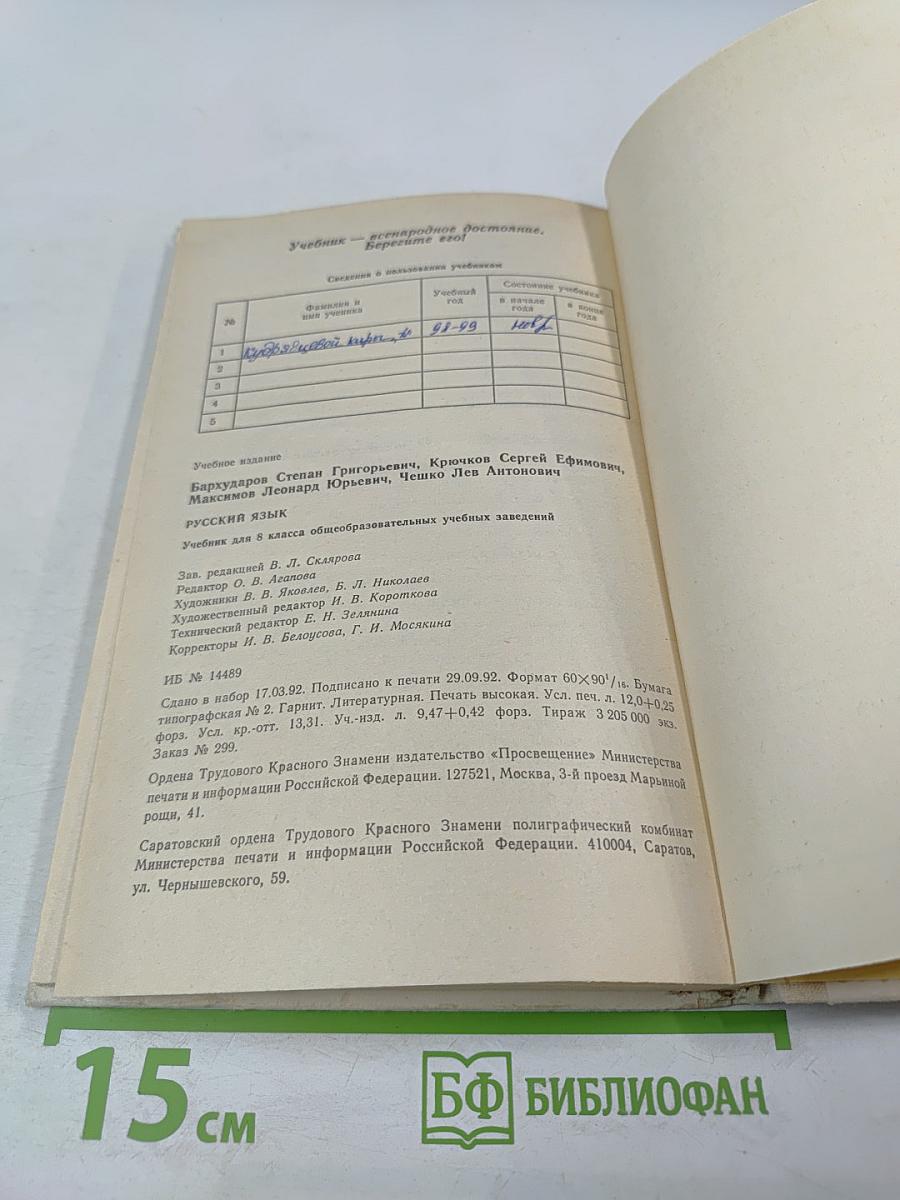 Учебник — всенародное достояние.
Берегите его!
Сведения о пользовании учебником
№ Фамилия и имя ученика Учебный год Состояние учебника
в начале года в конце года
1 Кудрявцевой 98-99
2
3
4
5
Учебное издание
Бархударов Степан Григорьевич, Крючков Сергей Ефимович,
Максимов Леонард Юрьевич, Чешко Лев Антонович
РУССКИЙ ЯЗЫК
Учебник для 8 класса общеобразовательных учебных заведений
Зав. редакцией В. Л. Склярова
Редактор О. В. Агапова
Художники В. В. Яковлев, Б. Л. Николаев
Художественный редактор И. В. Короткова
Технический редактор Е. Н. Зелянина
Корректоры И. В. Белоусова, Г. И. Мосякина
ИБ № 14489
Сдано в набор 17.03.92. Подписано к печати 29.09.92. Формат 60×90¹/₁₆. Бумага
типографская № 2. Гарнит. Литературная. Печать высокая. Усл. печ. л. 12,0+0,25
форз. Усл. кр.-отт. 13,31. Уч.-изд. л. 9,47+0,42 форз. Тираж 3 205 000 экз.
Заказ № 299.
Ордена Трудового Красного Знамени издательство «Просвещение» Министерства
печати и информации Российской Федерации. 127521, Москва, 3-й проезд Марьиной
рощи, 41.
Саратовский ордена Трудового Красного Знамени полиграфический комбинат
Министерства печати и информации Российской Федерации. 410004, Саратов,
ул. Чернышевского, 59.
15 см БФ БИБЛИОФАН